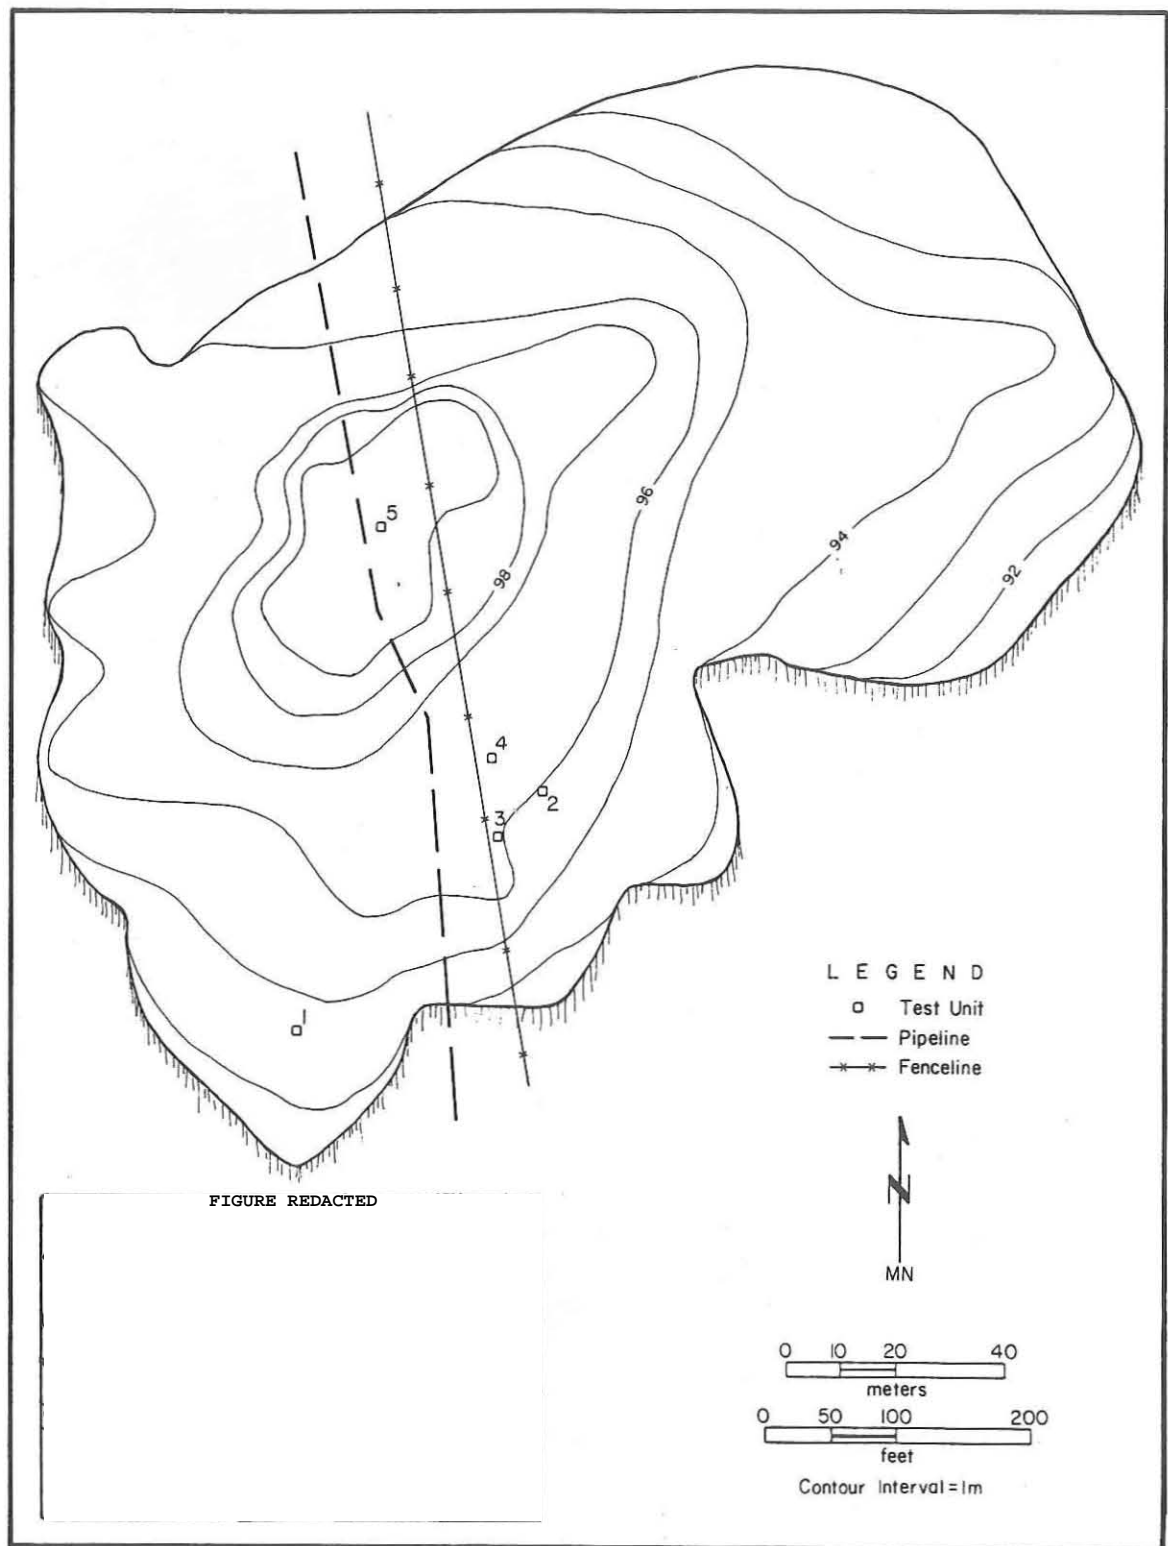 5
96
94
98
92
4
2
3
L E G E N D
Test Unit
Pipeline
Fenceline
1
FIGURE REDACTED
N
MN
0 10 20 40
meters
0 50 100 200
feet
Contour Interval=1m